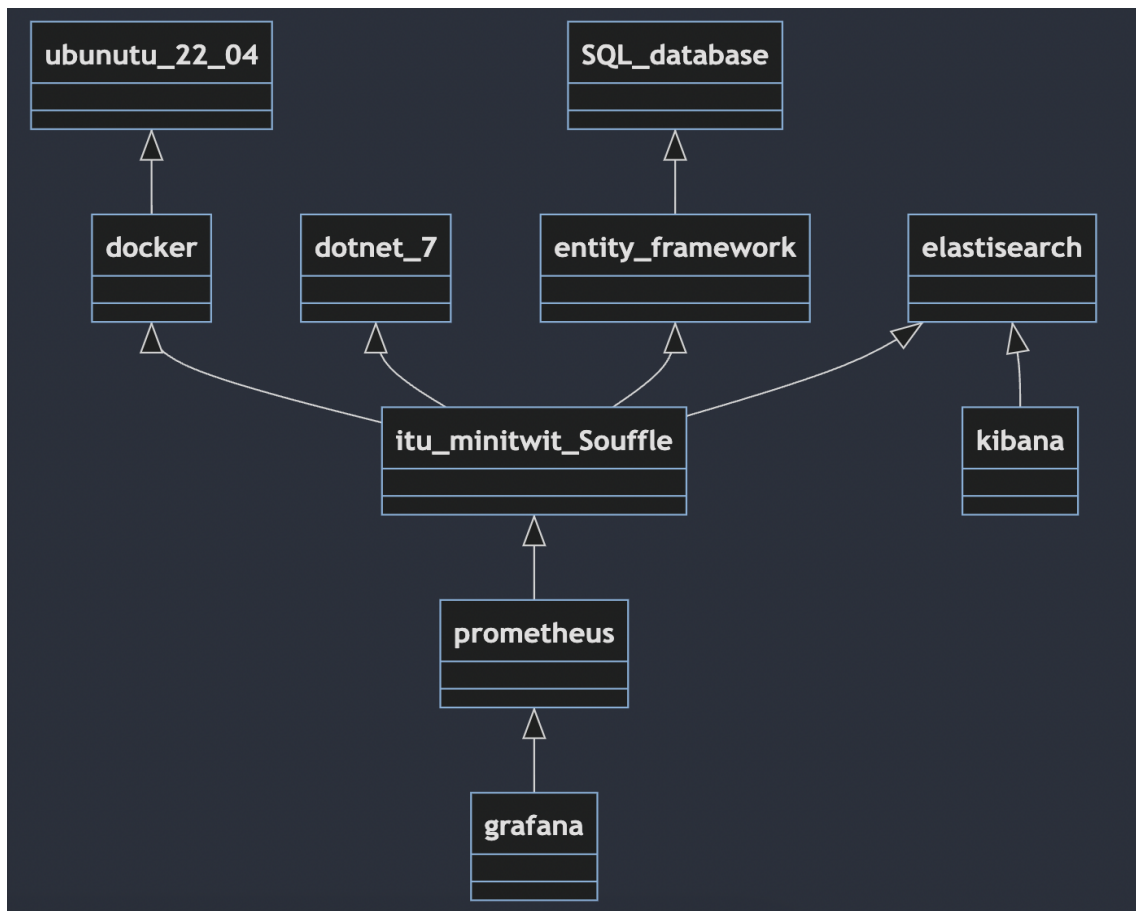 ubunutu_22_04
SQL_database
docker
dotnet_7
entity_framework
elastisearch
itu_minitwit_Souffle
kibana
prometheus
grafana